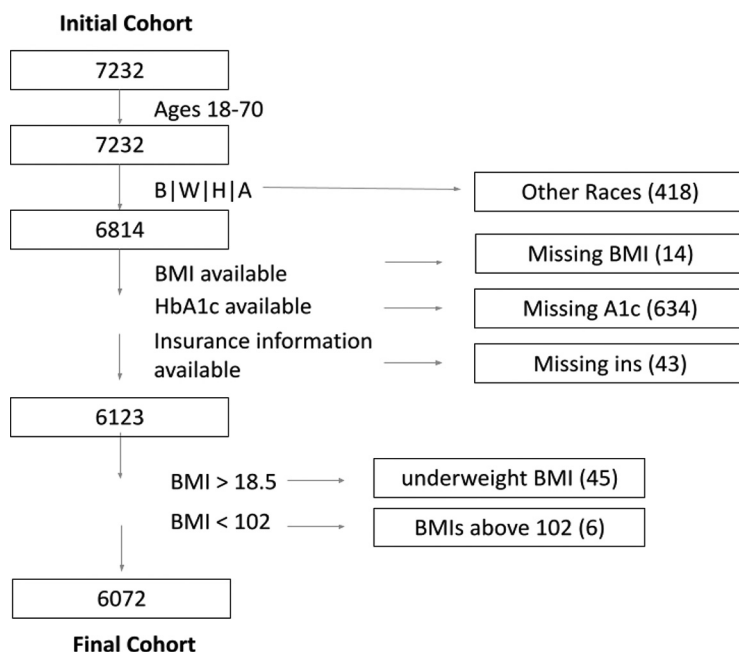 Initial Cohort
7232
Ages 18-70
7232
B|W|H|A
Other Races (418)
6814
BMI available
Missing BMI (14)
HbA1c available
Missing A1c (634)
Insurance information
available
Missing ins (43)
6123
BMI > 18.5
underweight BMI (45)
BMI < 102
BMIs above 102 (6)
6072
Final Cohort